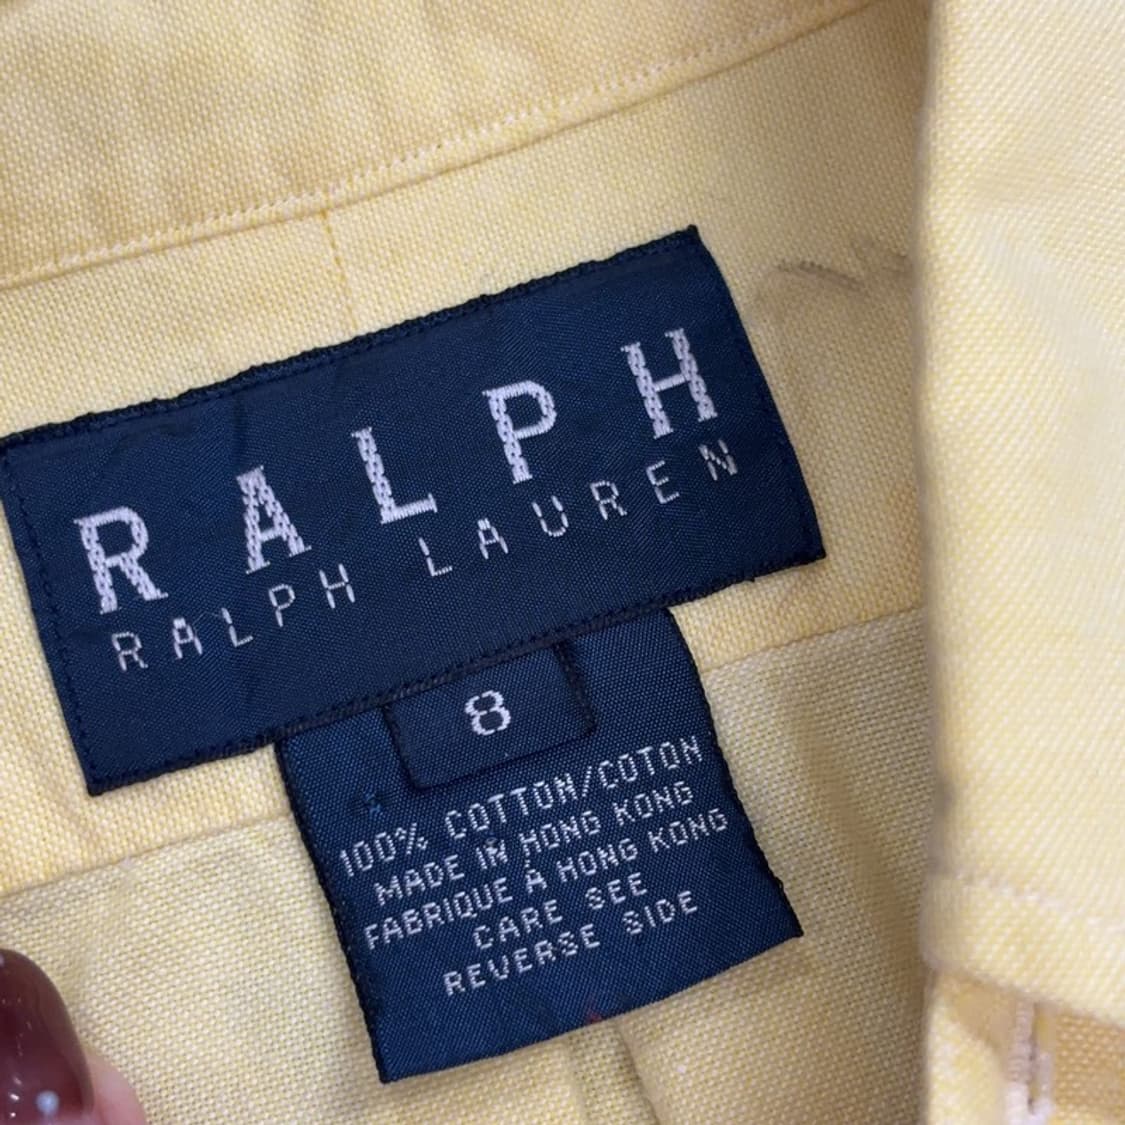 RALPH
RALPH LAUREN
8
100% COTTON/COTON
MADE IN HONG KONG
FABRIQUE À HONG KONG
CARE SEE
REVERSE SIDE